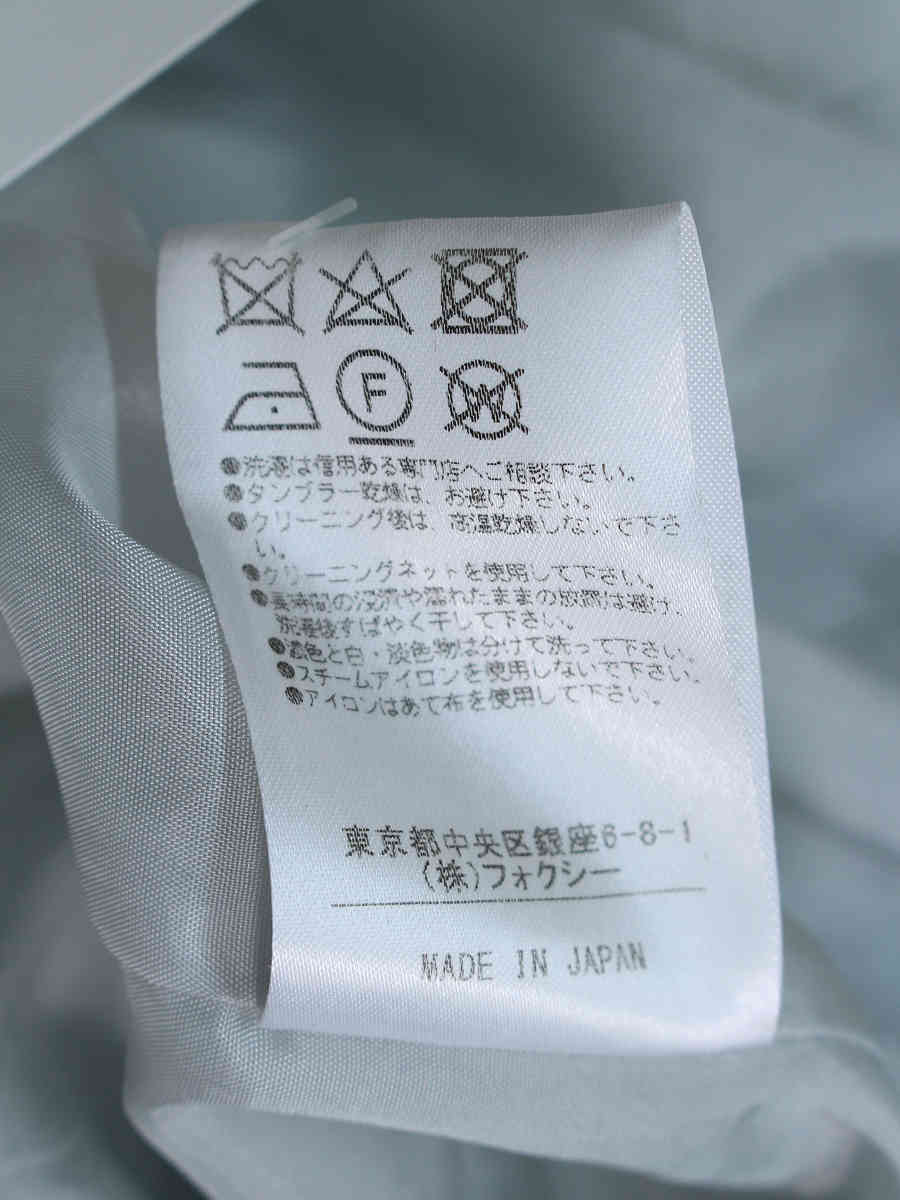 F
W
●洗濯は信用ある専門店へご相談下さい。
●タンブラー乾燥は、お避け下さい。
●クリーニング後は、高温乾燥しないで下さ
い。
●クリーニングネットを使用して下さい。
●長時間の浸漬や濡れたままの放置は避け、
洗濯後すばやく干して下さい。
●濃色と白・淡色物は分けて洗って下さい。
●スチームアイロンを使用しないで下さい。
●アイロンはあて布を使用して下さい。
東京都中央区銀座6-8-1
(株)フォクシー
MADE IN JAPAN